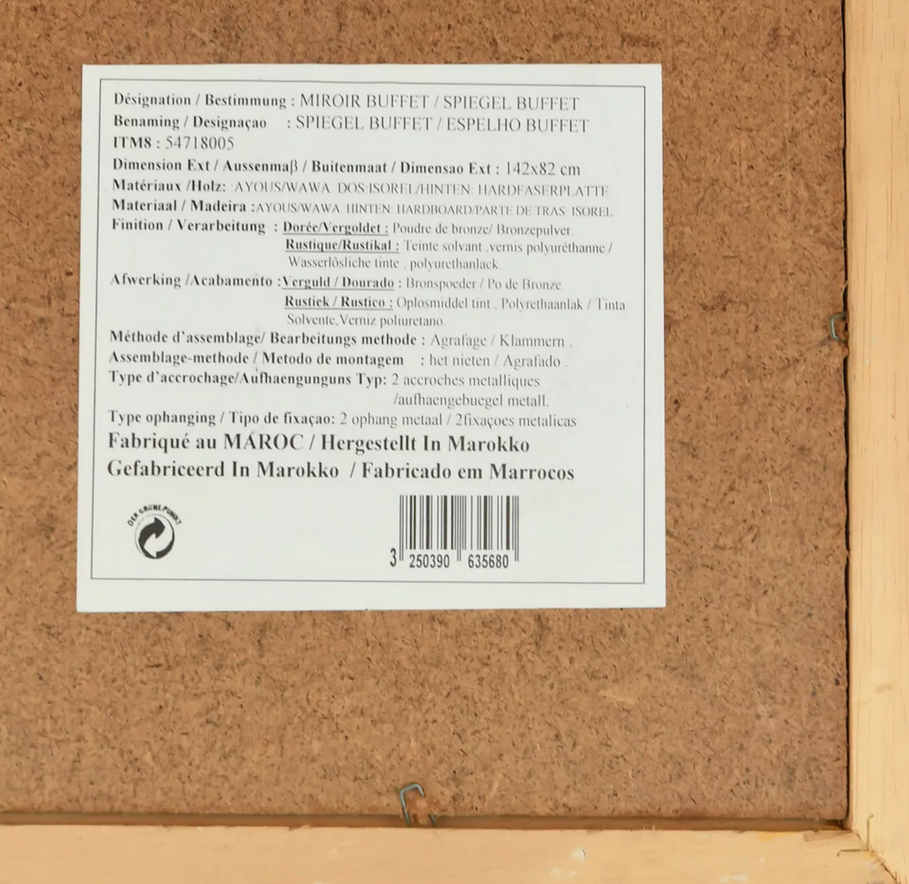 Désignation / Bestimmung : MIROIR BUFFET / SPIEGEL BUFFET
Benaming / Designaçao : SPIEGEL BUFFET / ESPELHO BUFFET
ITM8 : 54718005
Dimension Ext / Aussenmaβ / Buitenmaat / Dimensao Ext : 142x82 cm
Matériaux /Holz: :AYOUS/WAWA. DOS:ISOREL/HINTEN: HARDFASERPLATTE
Materiaal / Madeira :AYOUS/WAWA. HINTEN: HARDBOARD/PARTE DE TRAS: ISOREL
Finition / Verarbeitung : Dorée/Vergoldet : Poudre de bronze/ Bronzepulver.
Rustique/Rustikal : Teinte solvant ,vernis polyuréthanne /
Wasserlösliche tinte , polyurethanlack.
Afwerking /Acabamento :Verguld / Dourado : Bronspoeder / Po de Bronze.
Rustiek / Rustico : Oplosmiddel tint , Polyrethaanlak / Tinta
Solvente,Verniz poliuretano.
Méthode d'assemblage/ Bearbeitungs methode : Agrafage / Klammern .
Assemblage-methode / Metodo de montagem : het nieten / Agrafado .
Type d'accrochage/Aufhaengunguns Typ: 2 accroches metalliques
/aufhaengebuegel metall.
Type ophanging / Tipo de fixaçao: 2 ophang metaal / 2fixaçoes metalicas
Fabriqué au MAROC / Hergestellt In Marokko
Gefabriceerd In Marokko / Fabricado em Marrocos
DER GRÜNE PUNKT
3 250390 635680